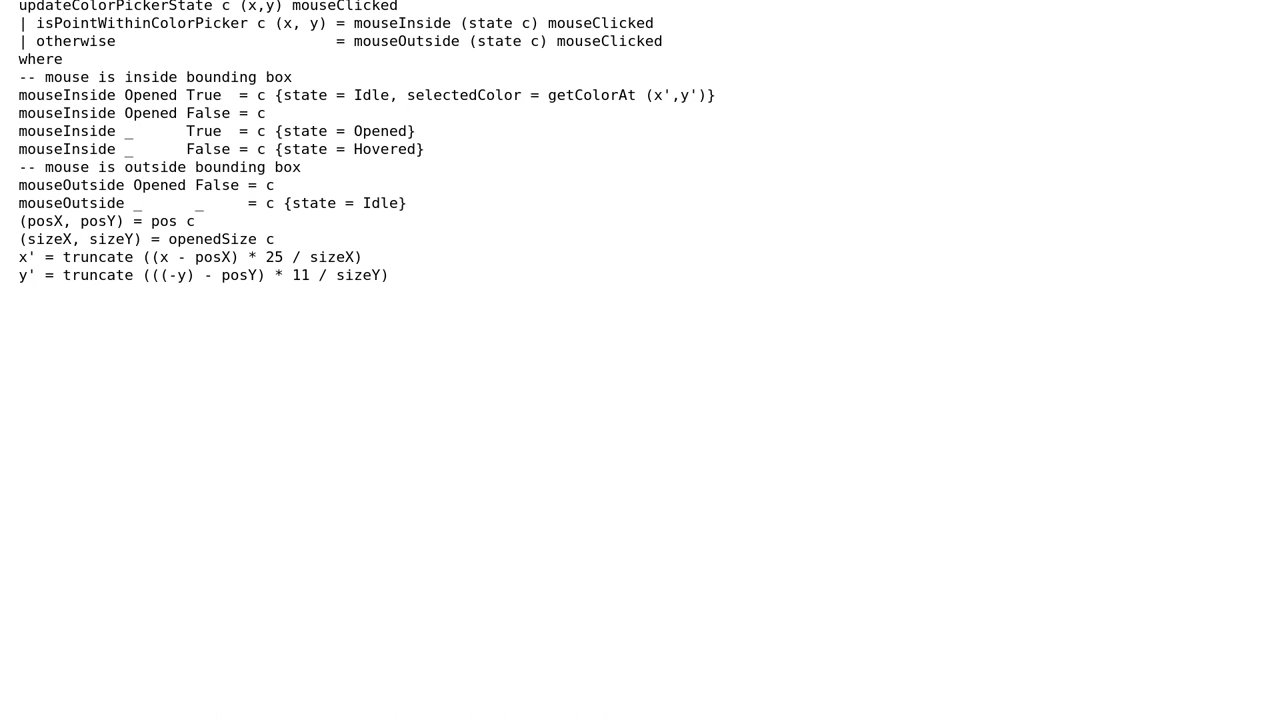 updateColorPickerState c (x,y) mouseClicked
| isPointWithinColorPicker c (x, y) = mouseInside (state c) mouseClicked
| otherwise                         = mouseOutside (state c) mouseClicked
where
-- mouse is inside bounding box
mouseInside Opened True  = c {state = Idle, selectedColor = getColorAt (x',y')}
mouseInside Opened False = c
mouseInside _      True  = c {state = Opened}
mouseInside _      False = c {state = Hovered}
-- mouse is outside bounding box
mouseOutside Opened False = c
mouseOutside _      _     = c {state = Idle}
(posX, posY) = pos c
(sizeX, sizeY) = openedSize c
x' = truncate ((x - posX) * 25 / sizeX)
y' = truncate (((-y) - posY) * 11 / sizeY)